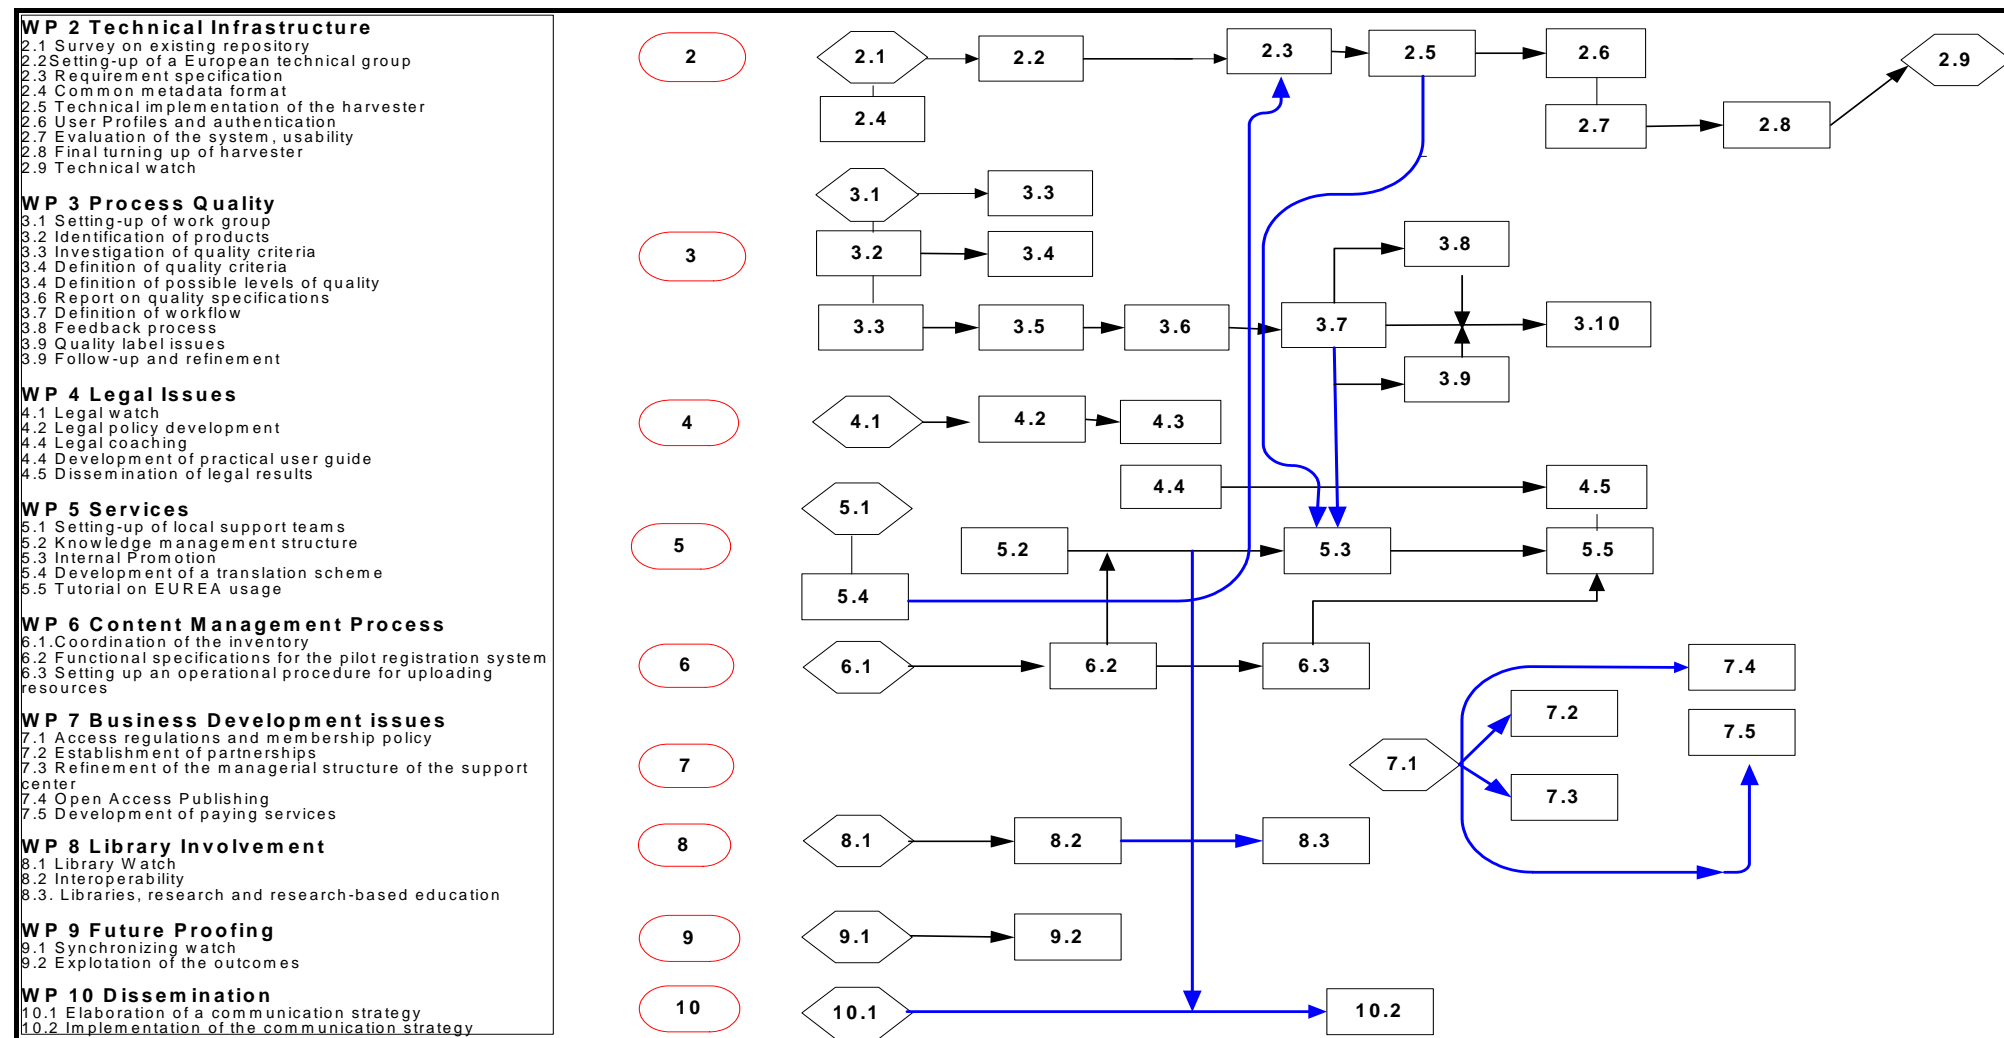 WP 2 Technical Infrastructure
2.1 Survey on existing repository
2.2Setting-up of a European technical group
2.3 Requirement specification
2.4 Common metadata format
2.5 Technical implementation of the harvester
2.6 User Profiles and authentication
2.7 Evaluation of the system, usability
2.8 Final turning up of harvester
2.9 Technical watch
WP 3 Process Quality
3.1 Setting-up of work group
3.2 Identification of products
3.3 Investigation of quality criteria
3.4 Definition of quality criteria
3.4 Definition of possible levels of quality
3.6 Report on quality specifications
3.7 Definition of workflow
3.8 Feedback process
3.9 Quality label issues
3.9 Follow-up and refinement
WP 4 Legal Issues
4.1 Legal watch
4.2 Legal policy development
4.4 Legal coaching
4.4 Development of practical user guide
4.5 Dissemination of legal results
WP 5 Services
5.1 Setting-up of local support teams
5.2 Knowledge management structure
5.3 Internal Promotion
5.4 Development of a translation scheme
5.5 Tutorial on EUREA usage
WP 6 Content Management Process
6.1.Coordination of the inventory
6.2 Functional specifications for the pilot registration system
6.3 Setting up an operational procedure for uploading
resources
WP 7 Business Development issues
7.1 Access regulations and membership policy
7.2 Establishment of partnerships
7.3 Refinement of the managerial structure of the support
center
7.4 Open Access Publishing
7.5 Development of paying services
WP 8 Library Involvement
8.1 Library Watch
8.2 Interoperability
8.3. Libraries, research and research-based education
WP 9 Future Proofing
9.1 Synchronizing watch
9.2 Explotation of the outcomes
WP 10 Dissemination
10.1 Elaboration of a communication strategy
10.2 Implementation of the communication strategy
2
2.1
2.2
2.3
2.5
2.6
2.9
2.4
2.7
2.8
3
3.1
3.3
3.2
3.4
3.8
3.3
3.5
3.6
3.7
3.10
3.9
4
4.1
4.2
4.3
4.4
4.5
5
5.1
5.2
5.3
5.5
5.4
6
6.1
6.2
6.3
7
7.1
7.4
7.2
7.5
7.3
8
8.1
8.2
8.3
9
9.1
9.2
10
10.1
10.2